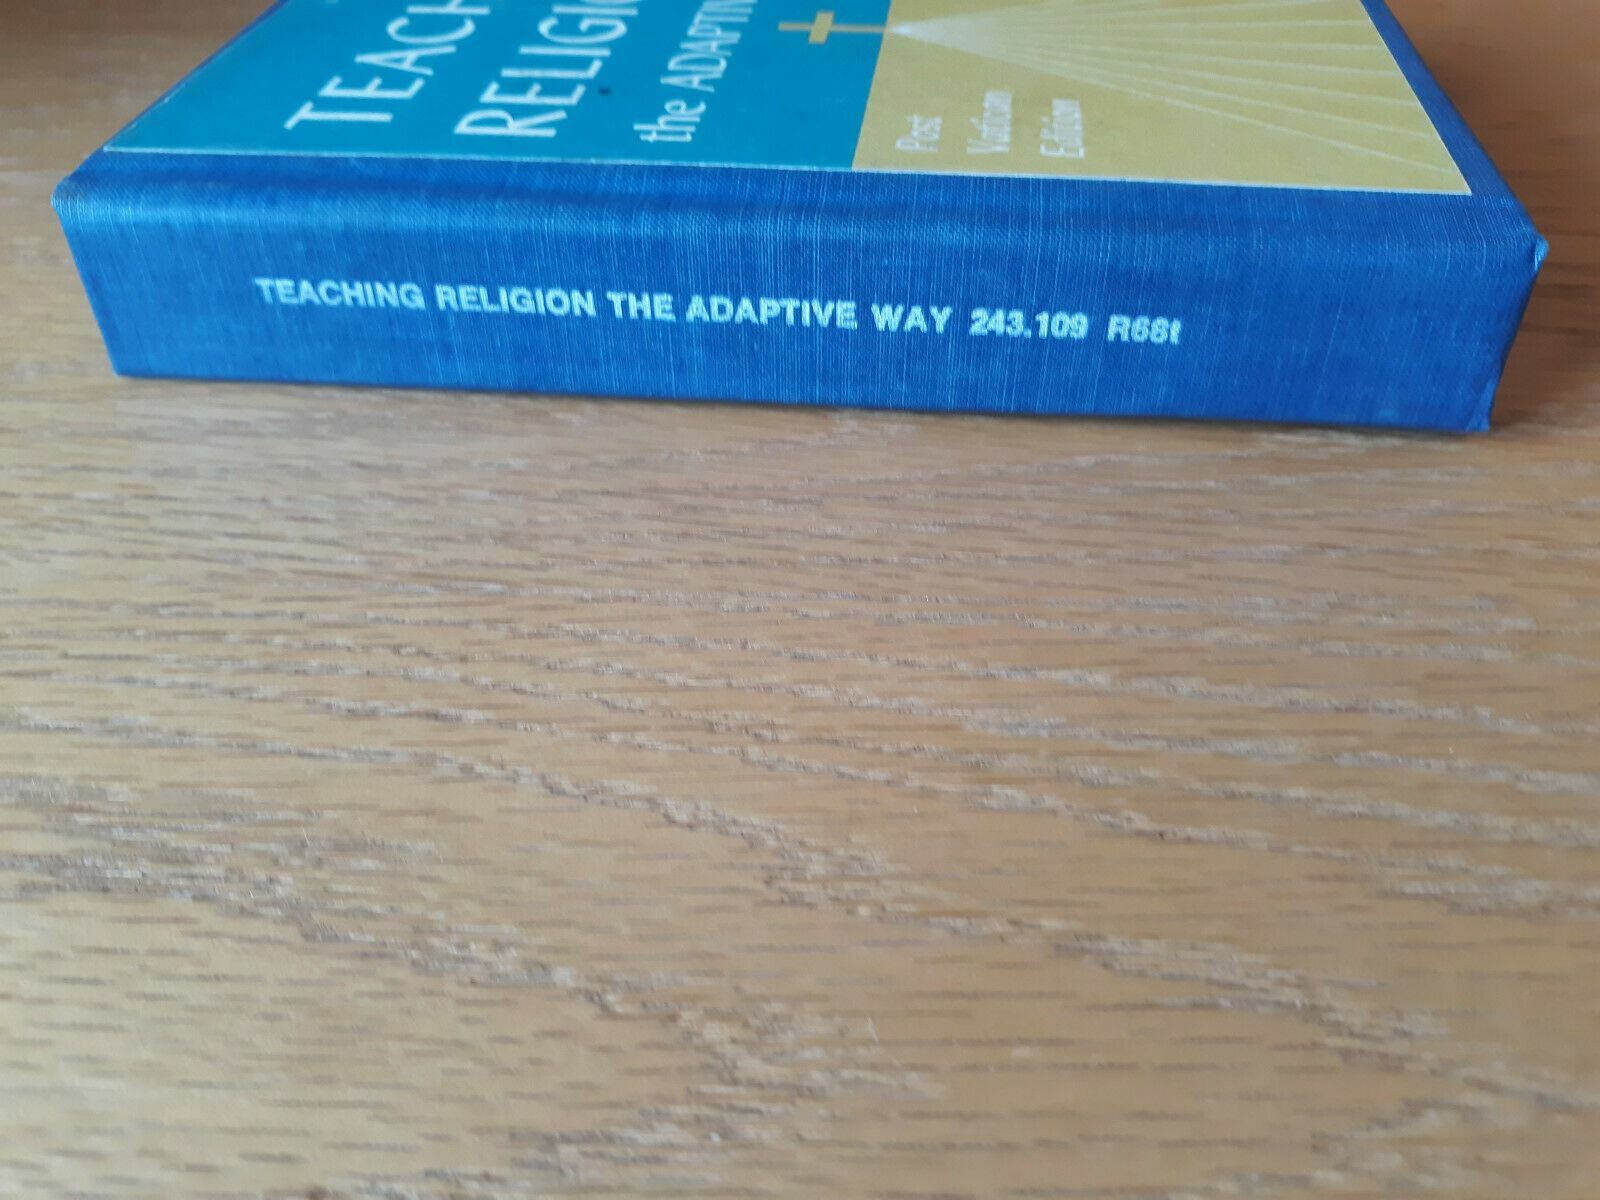 TEACH
RELIGIO
the ADAPTIV
Post
Vatican
Edition
TEACHING RELIGION THE ADAPTIVE WAY 243.109 R66t